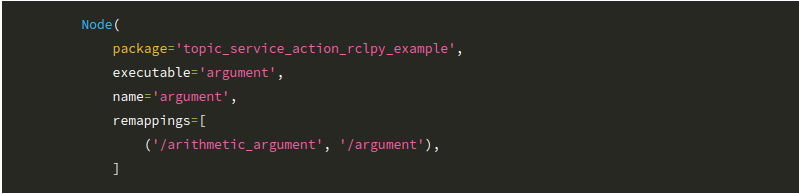 Node(
package='topic_service_action_rclpy_example',
executable='argument',
name='argument',
remappings=[
('/arithmetic_argument', '/argument'),
]